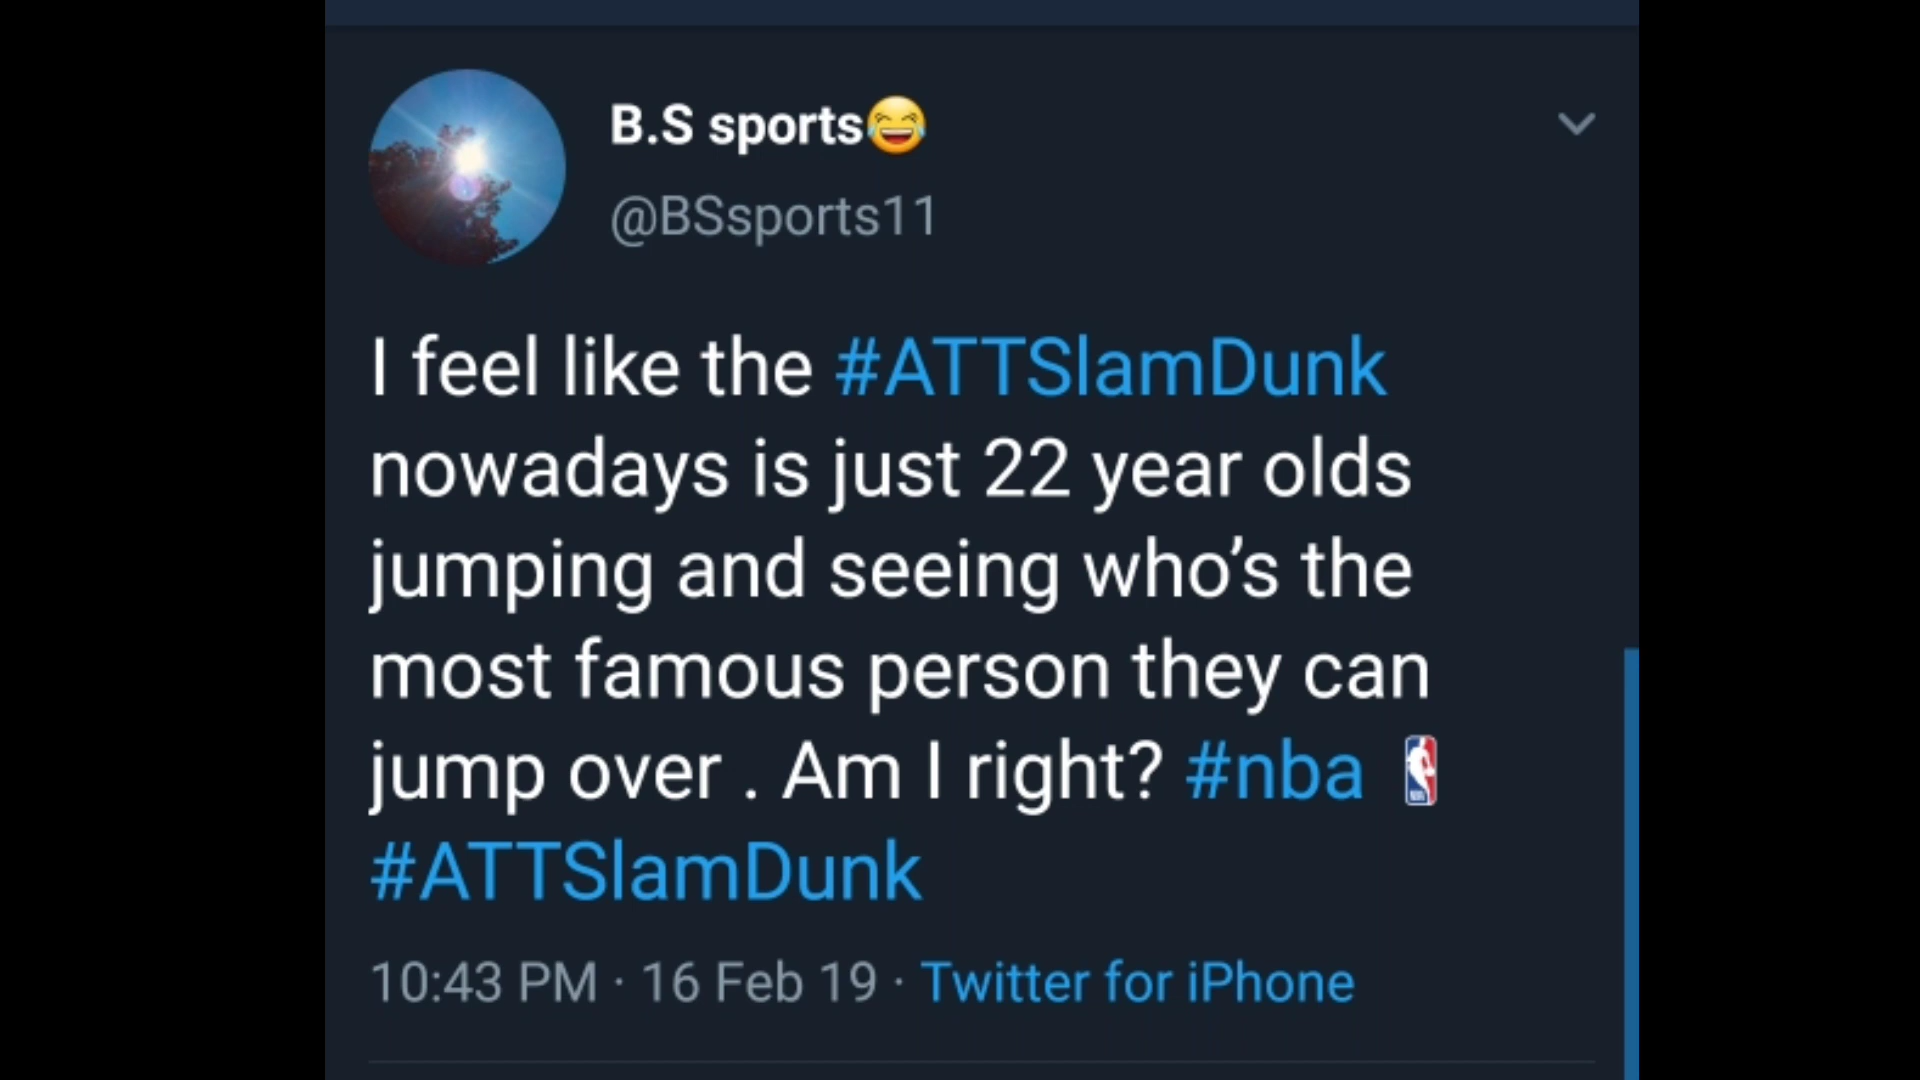 B.S sports😂
@BSsports11
I feel like the #ATTSlamDunk
nowadays is just 22 year olds
jumping and seeing who’s the
most famous person they can
jump over . Am I right? #nba
#ATTSlamDunk
10:43 PM · 16 Feb 19 · Twitter for iPhone